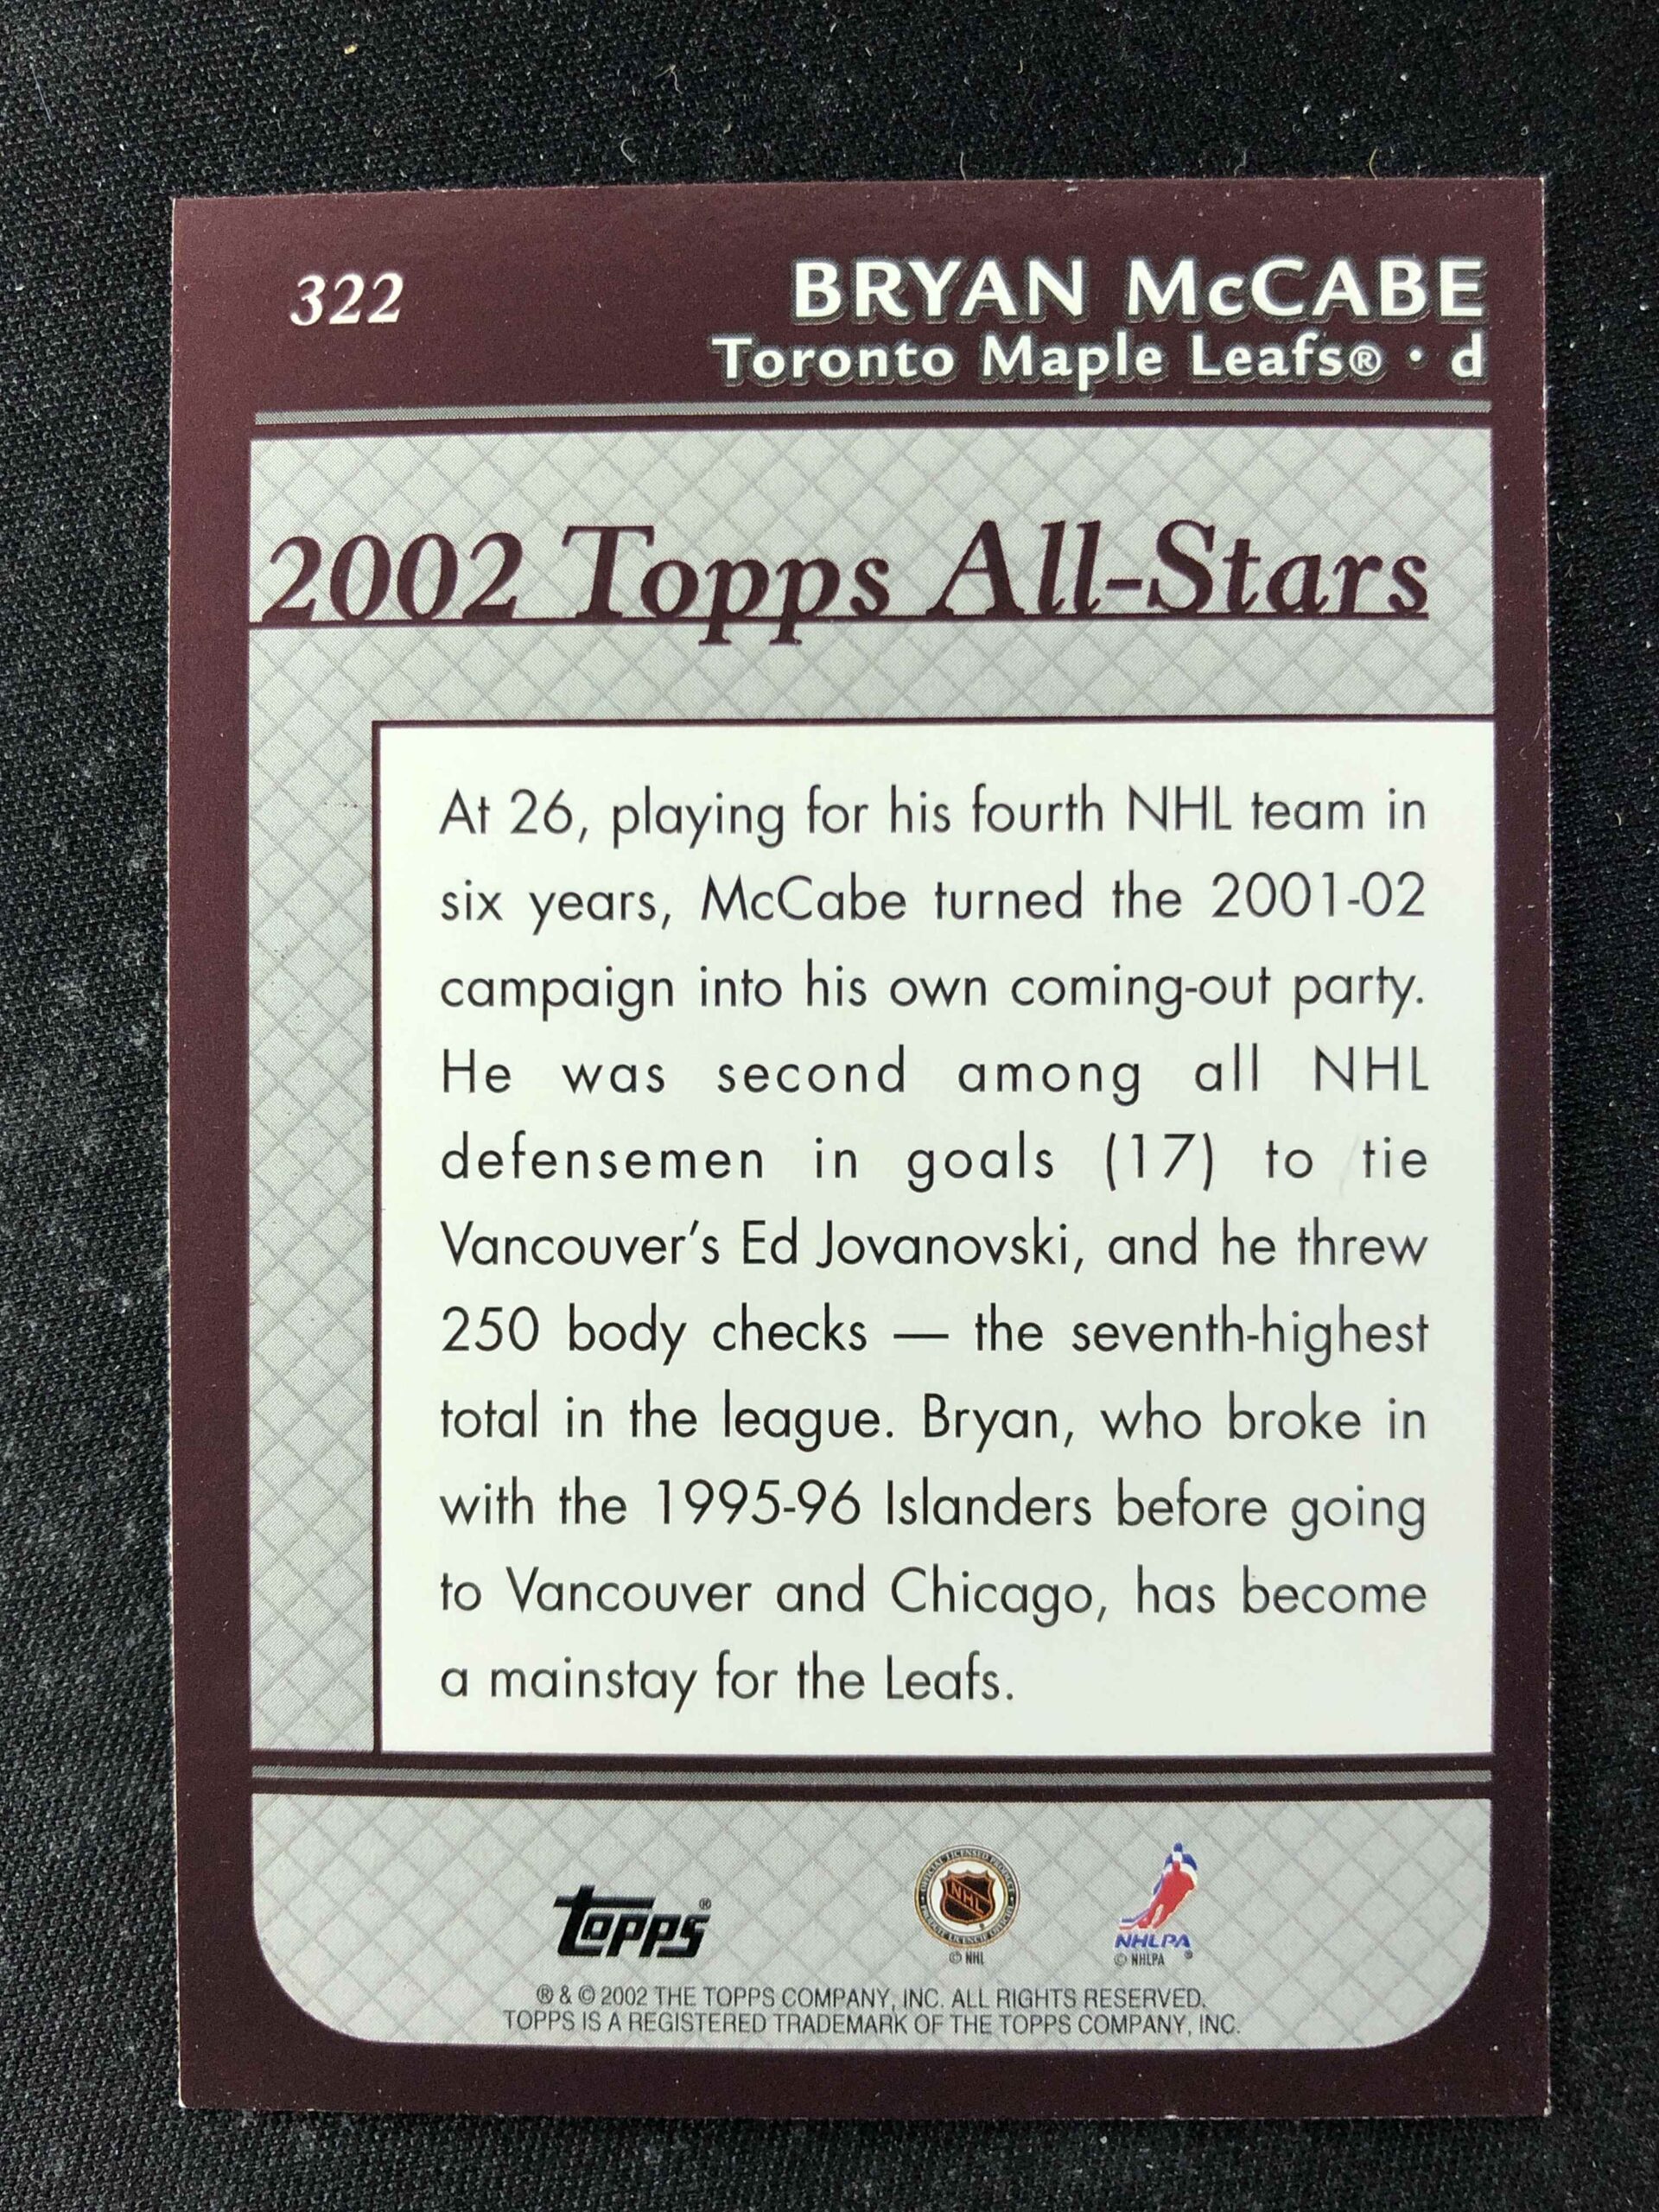 322
BRYAN McCABE
Toronto Maple Leafs® • d
2002 Topps All-Stars
At 26, playing for his fourth NHL team in
six years, McCabe turned the 2001-02
campaign into his own coming-out party.
He was second among all NHL
defensemen in goals (17) to tie
Vancouver's Ed Jovanovski, and he threw
250 body checks — the seventh-highest
total in the league. Bryan, who broke in
with the 1995-96 Islanders before going
to Vancouver and Chicago, has become
a mainstay for the Leafs.
topps®
NHL
© NHL
NHLPA
© NHLPA ®
® & © 2002 THE TOPPS COMPANY, INC. ALL RIGHTS RESERVED.
TOPPS IS A REGISTERED TRADEMARK OF THE TOPPS COMPANY, INC.